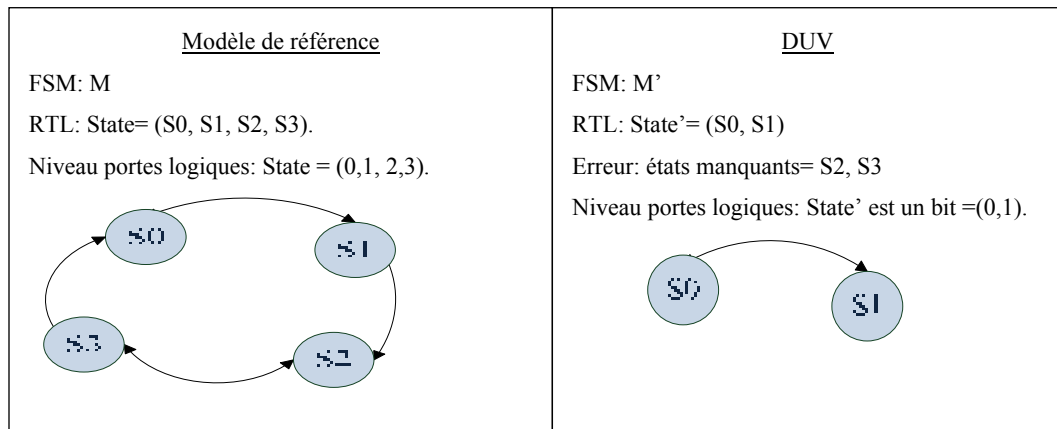 Modèle de référence
FSM: M
RTL: State= (S0, S1, S2, S3).
Niveau portes logiques: State = (0,1, 2,3).
S0
S1
S3
S2
DUV
FSM: M’
RTL: State’= (S0, S1)
Erreur: états manquants= S2, S3
Niveau portes logiques: State’ est un bit =(0,1).
S0
S1